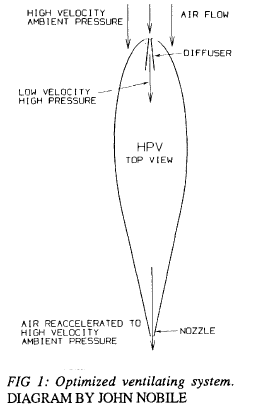 HIGH VELOCITY
AMBIENT PRESSURE
AIR FLOW
DIFFUSER
LOW VELOCITY
HIGH PRESSURE
HPV
TOP VIEW
AIR REACCELERATED TO
HIGH VELOCITY
AMBIENT PRESSURE
NOZZLE
FIG 1: Optimized ventilating system.
DIAGRAM BY JOHN NOBILE